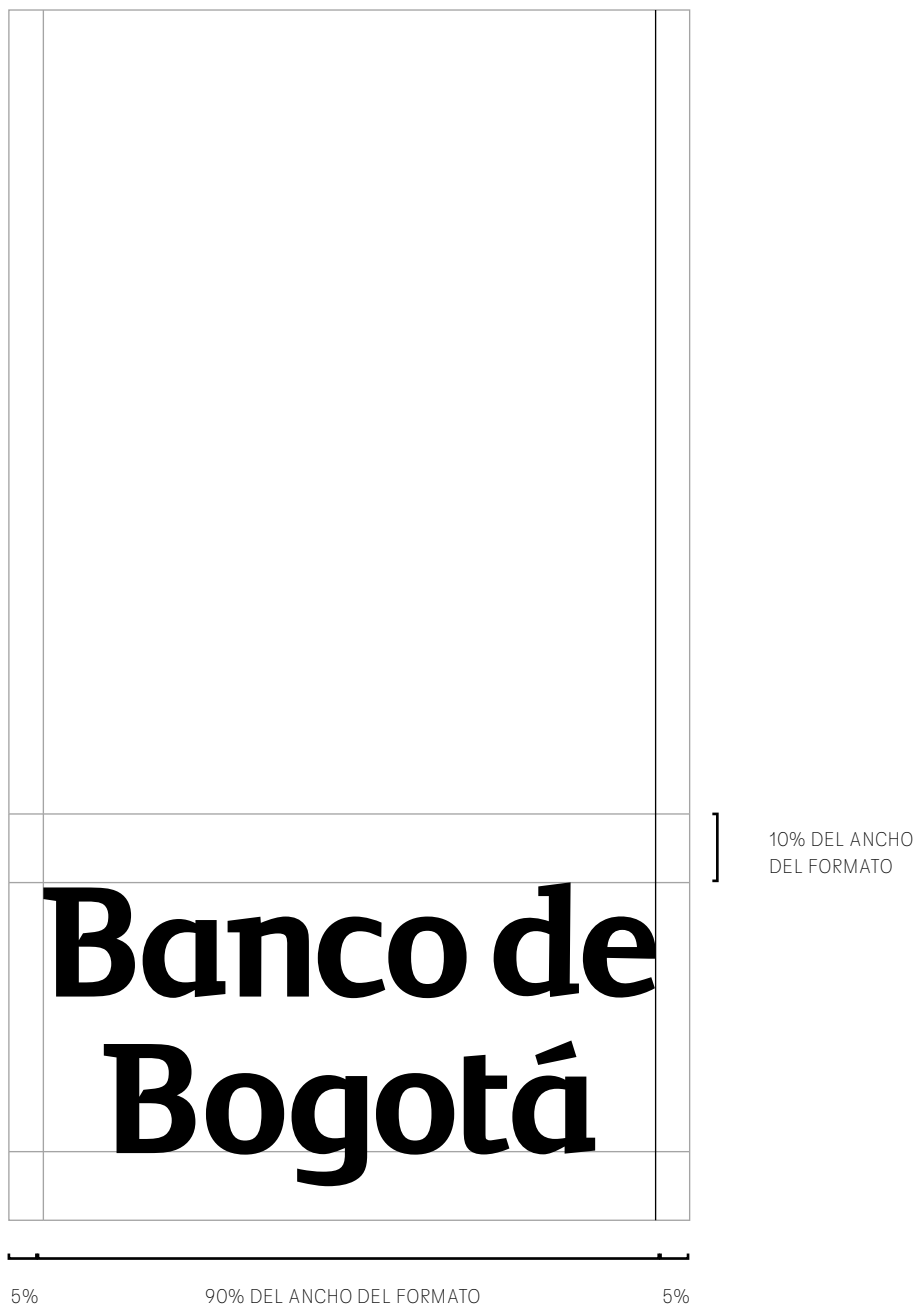 10% DEL ANCHO
DEL FORMATO
Banco de
Bogotá
5% 90% DEL ANCHO DEL FORMATO 5%